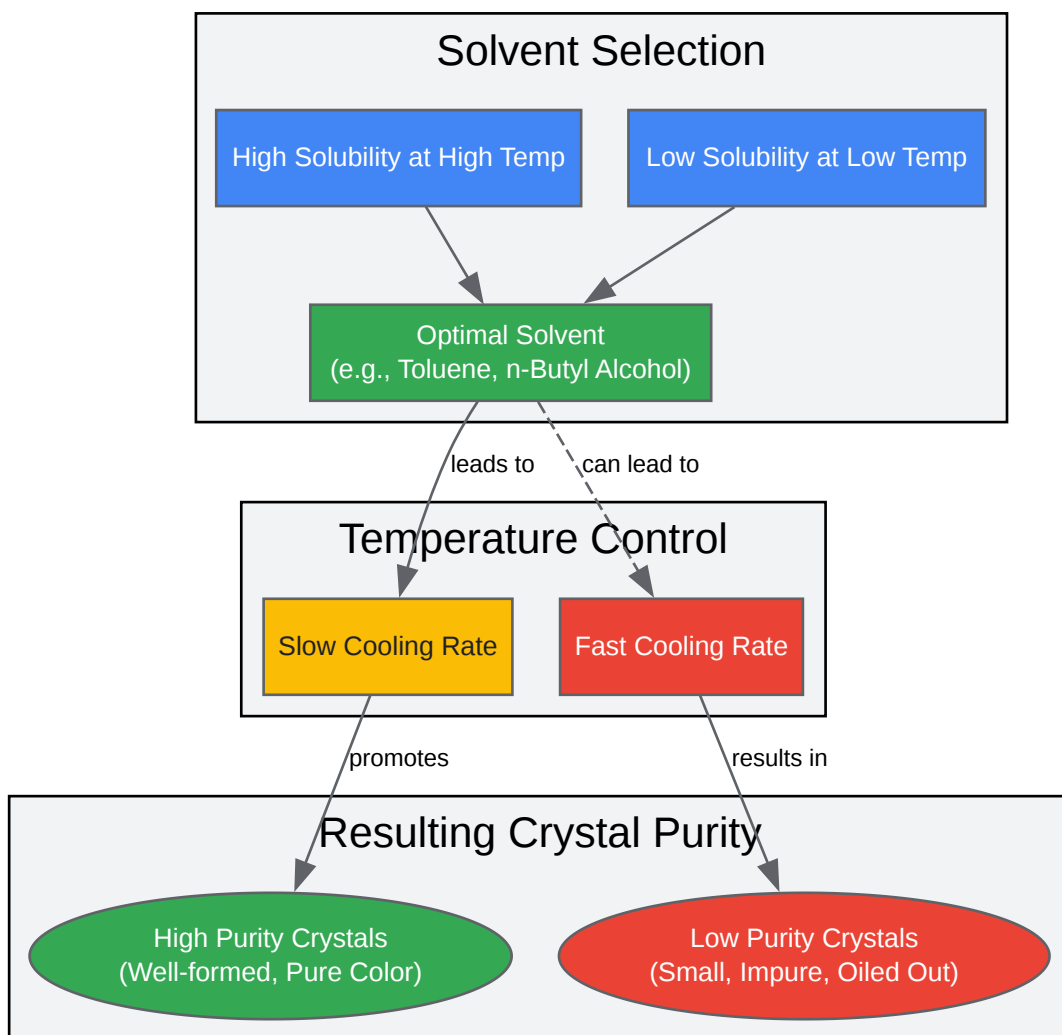 Solvent Selection
High Solubility at High Temp
Low Solubility at Low Temp
Optimal Solvent
(e.g., Toluene, n-Butyl Alcohol)
leads to
can lead to
Temperature Control
Slow Cooling Rate
Fast Cooling Rate
promotes
results in
Resulting Crystal Purity
High Purity Crystals
(Well-formed, Pure Color)
Low Purity Crystals
(Small, Impure, Oiled Out)